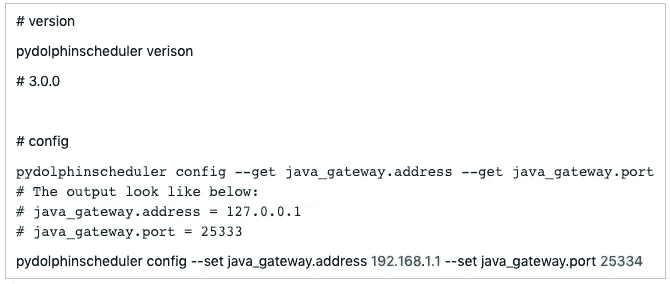 # version
pydolphinscheduler verison
# 3.0.0
# config
pydolphinscheduler config --get java_gateway.address --get java_gateway.port
# The output look like below:
# java_gateway.address = 127.0.0.1
# java_gateway.port = 25333
pydolphinscheduler config --set java_gateway.address 192.168.1.1 --set java_gateway.port 25334